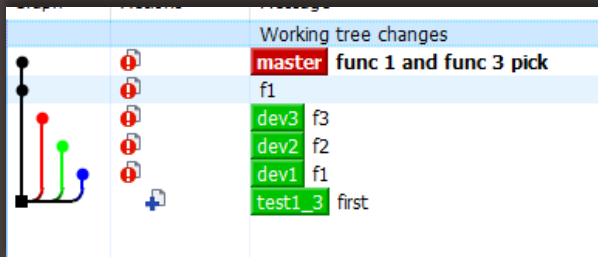 Graph Actions Message
Working tree changes
master func 1 and func 3 pick
f1
dev3 f3
dev2 f2
dev1 f1
test1_3 first